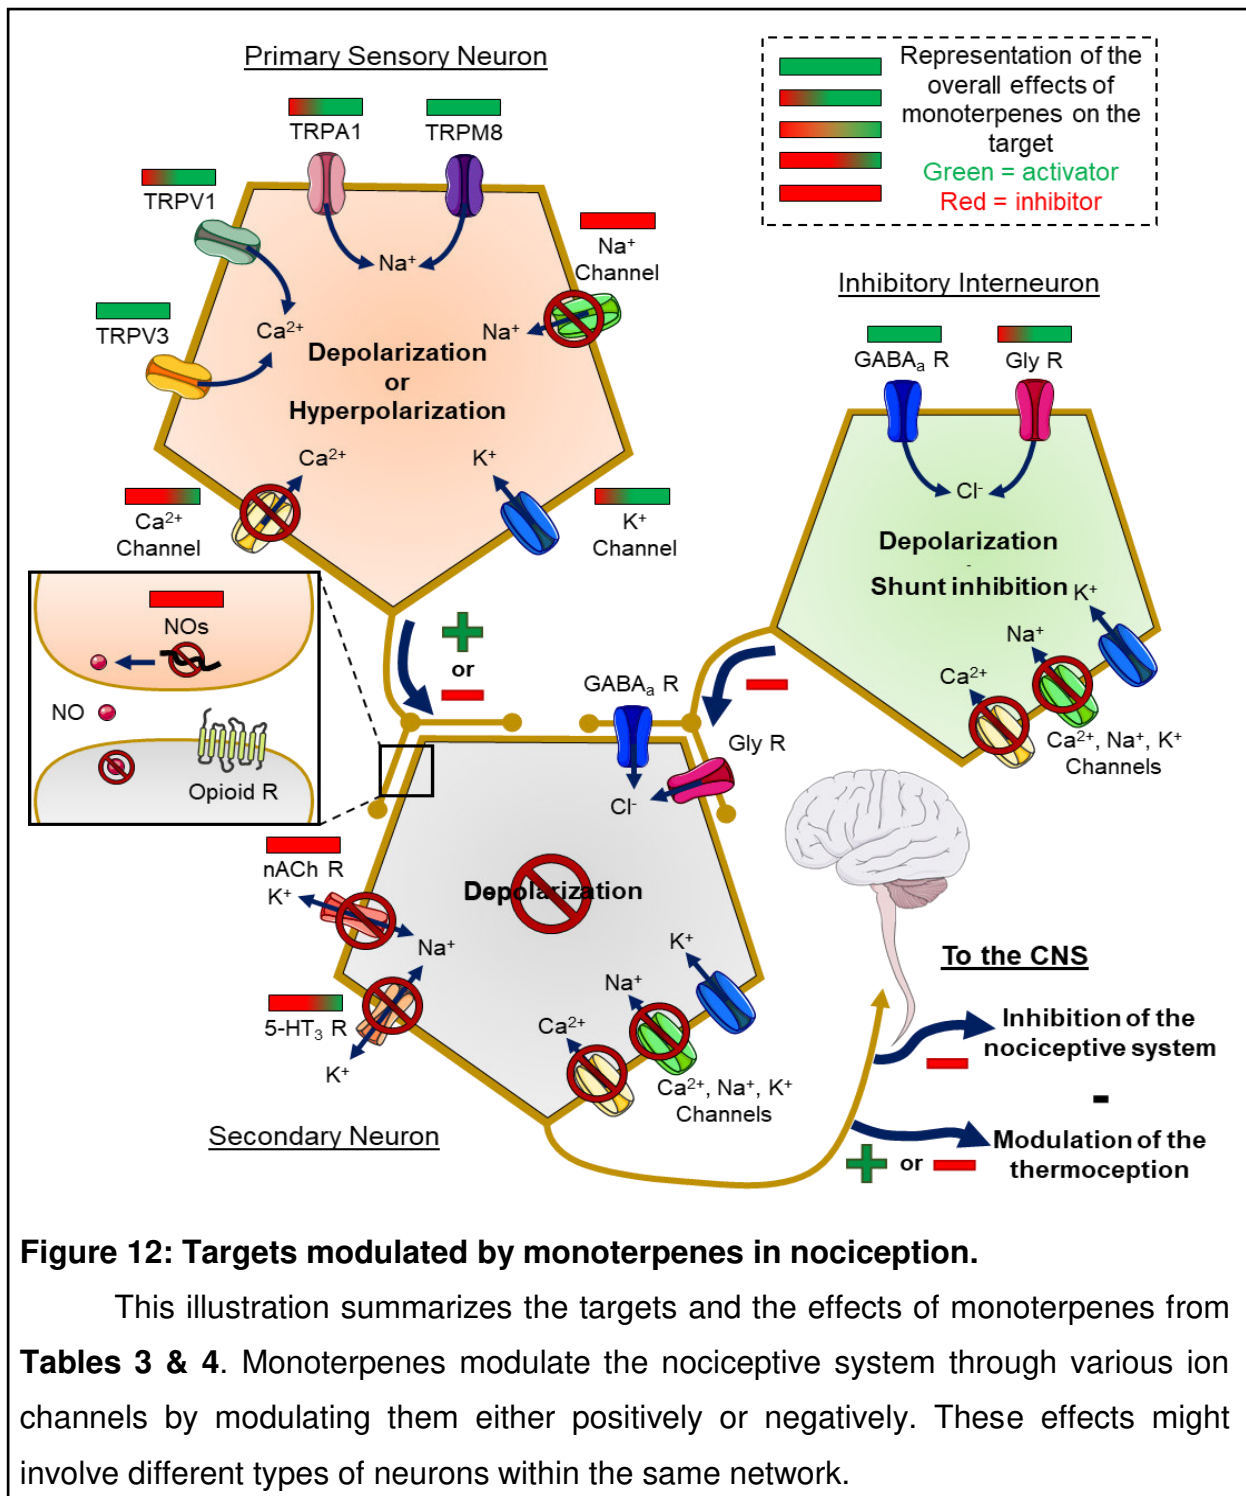 Primary Sensory Neuron
TRPA1
TRPM8
TRPV1
TRPV3
Na⁺
Ca²⁺
Na⁺
Channel
Na⁺
Depolarization
or
Hyperpolarization
Ca²⁺
K⁺
Ca²⁺
Channel
K⁺
Channel
Representation of the
overall effects of
monoterpenes on the
target
Green = activator
Red = inhibitor
Inhibitory Interneuron
GABAₐ R
Gly R
Cl⁻
Depolarization
-
Shunt inhibition
K⁺
Na⁺
Ca²⁺
Ca²⁺, Na⁺, K⁺
Channels
NOs
NO
Opioid R
or
GABAₐ R
Gly R
Cl⁻
nACh R
K⁺
Na⁺
5-HT₃ R
K⁺
Depolarization
K⁺
Na⁺
Ca²⁺
Ca²⁺, Na⁺, K⁺
Channels
Secondary Neuron
To the CNS
Inhibition of the
nociceptive system
-
Modulation of the
thermoception
or
Figure 12: Targets modulated by monoterpenes in nociception.
This illustration summarizes the targets and the effects of monoterpenes from
Tables 3 & 4. Monoterpenes modulate the nociceptive system through various ion
channels by modulating them either positively or negatively. These effects might
involve different types of neurons within the same network.